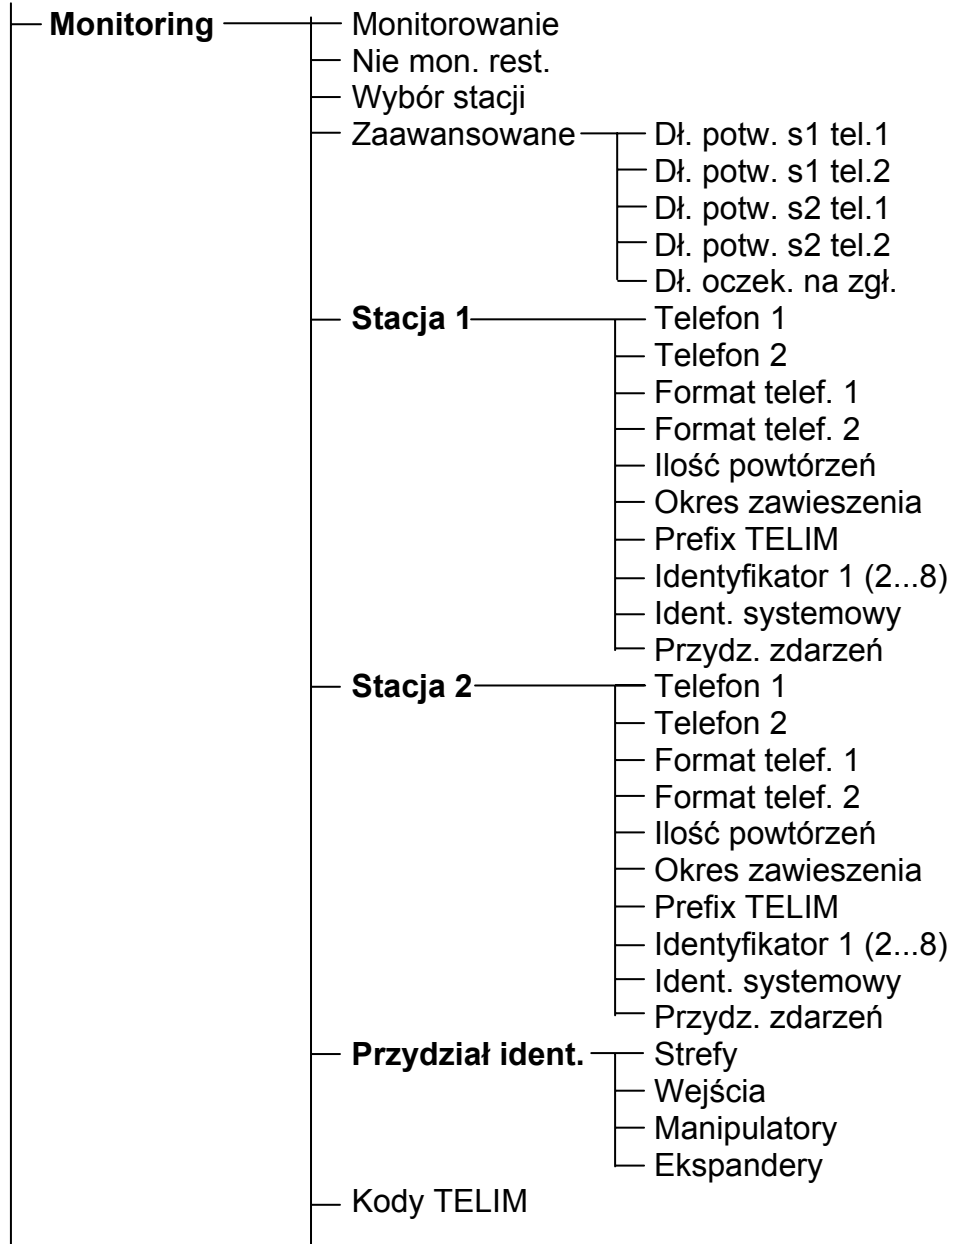 Monitoring Monitorowanie
Nie mon. rest.
Wybór stacji
Zaawansowane Dł. potw. s1 tel.1
Dł. potw. s1 tel.2
Dł. potw. s2 tel.1
Dł. potw. s2 tel.2
Dł. oczek. na zgł.
Stacja 1 Telefon 1
Telefon 2
Format telef. 1
Format telef. 2
Ilość powtórzeń
Okres zawieszenia
Prefix TELIM
Identyfikator 1 (2...8)
Ident. systemowy
Przydz. zdarzeń
Stacja 2 Telefon 1
Telefon 2
Format telef. 1
Format telef. 2
Ilość powtórzeń
Okres zawieszenia
Prefix TELIM
Identyfikator 1 (2...8)
Ident. systemowy
Przydz. zdarzeń
Przydział ident. Strefy
Wejścia
Manipulatory
Ekspandery
Kody TELIM